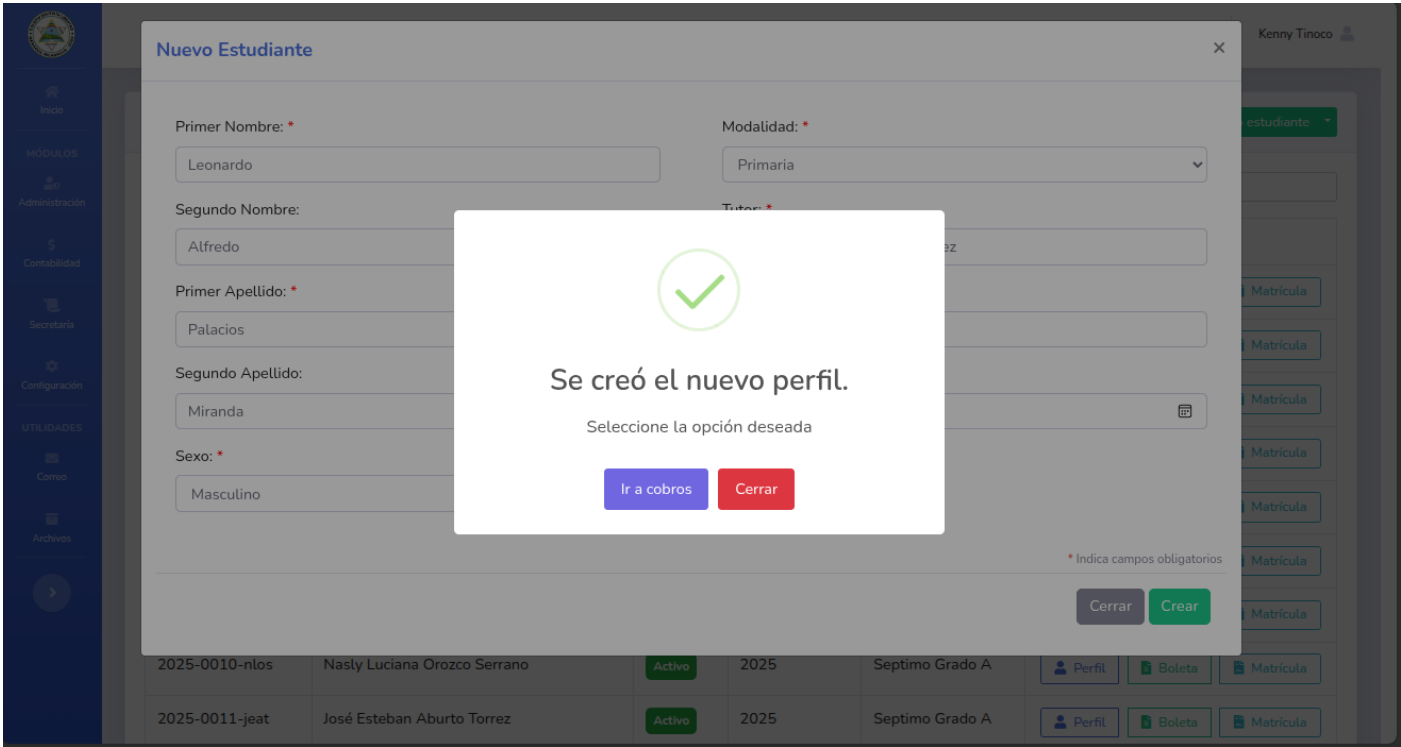 Kenny Tinoco
Inicio
MÓDULOS
Administración
Contabilidad
Secretaría
Configuración
UTILIDADES
Correo
Archivos
Nuevo Estudiante
×
Primer Nombre: *
Leonardo
Modalidad: *
Primaria
estudiante
Segundo Nombre:
Alfredo
Tutor: *
ez
Primer Apellido: *
Palacios
Segundo Apellido:
Miranda
Sexo: *
Masculino
Se creó el nuevo perfil.
Seleccione la opción deseada
Ir a cobros Cerrar
* Indica campos obligatorios
Cerrar Crear
Matrícula
Matrícula
Matrícula
Matrícula
Matrícula
Matrícula
Matrícula
2025-0010-nlos Nasly Luciana Orozco Serrano Activo 2025 Septimo Grado A Perfil Boleta Matrícula
2025-0011-jeat José Esteban Aburto Torrez Activo 2025 Septimo Grado A Perfil Boleta Matrícula